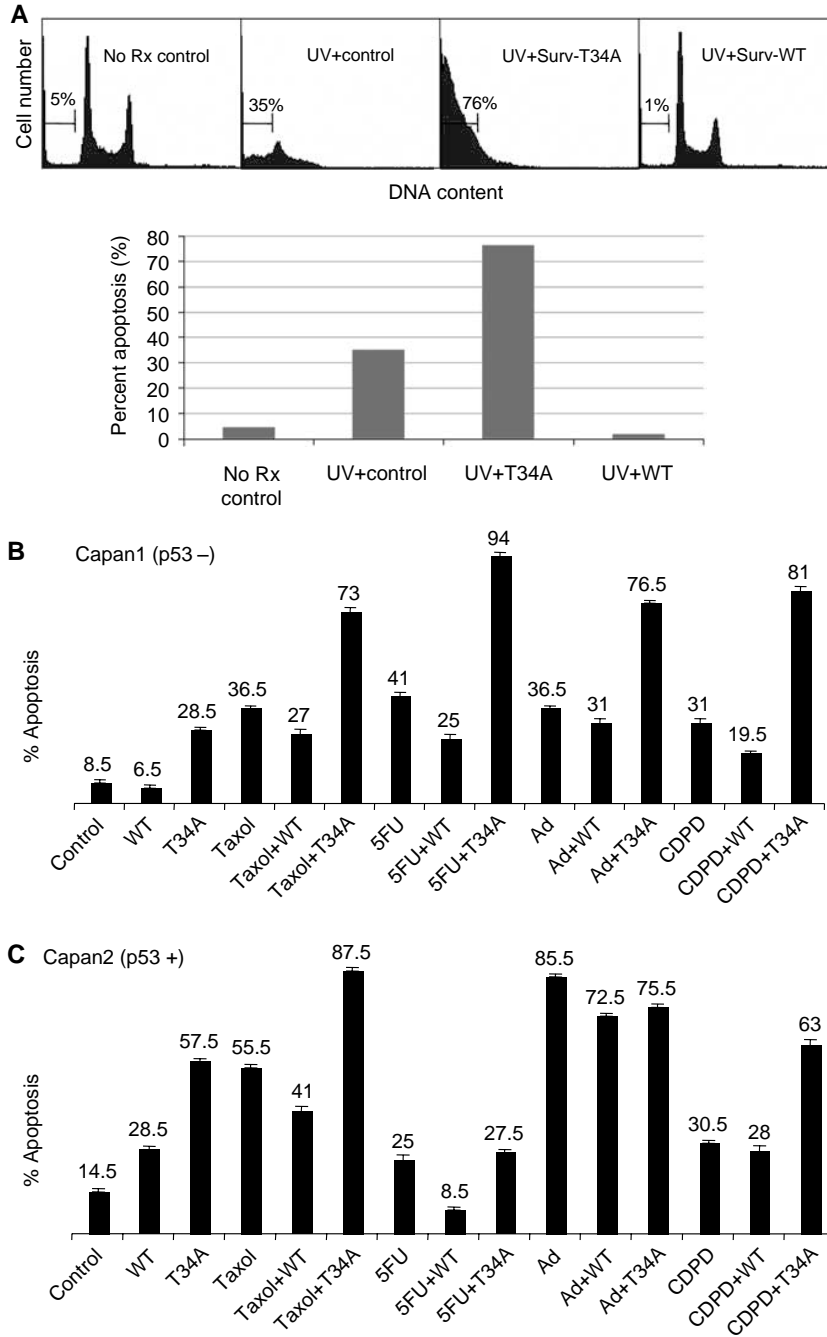 A
No Rx control
UV+control
UV+Surv-T34A
UV+Surv-WT
5%
35%
76%
1%
Cell number
DNA content
Percent apoptosis (%)
80
70
60
50
40
30
20
10
0
No Rx control
UV+control
UV+T34A
UV+WT
B
Capan1 (p53 –)
% Apoptosis
8.5
6.5
28.5
36.5
27
73
41
25
94
36.5
31
76.5
31
19.5
81
Control
WT
T34A
Taxol
Taxol+WT
Taxol+T34A
5FU
5FU+WT
5FU+T34A
Ad
Ad+WT
Ad+T34A
CDPD
CDPD+WT
CDPD+T34A
C
Capan2 (p53 +)
% Apoptosis
14.5
28.5
57.5
55.5
41
87.5
25
8.5
27.5
85.5
72.5
75.5
30.5
28
63
Control
WT
T34A
Taxol
Taxol+WT
Taxol+T34A
5FU
5FU+WT
5FU+T34A
Ad
Ad+WT
Ad+T34A
CDPD
CDPD+WT
CDPD+T34A